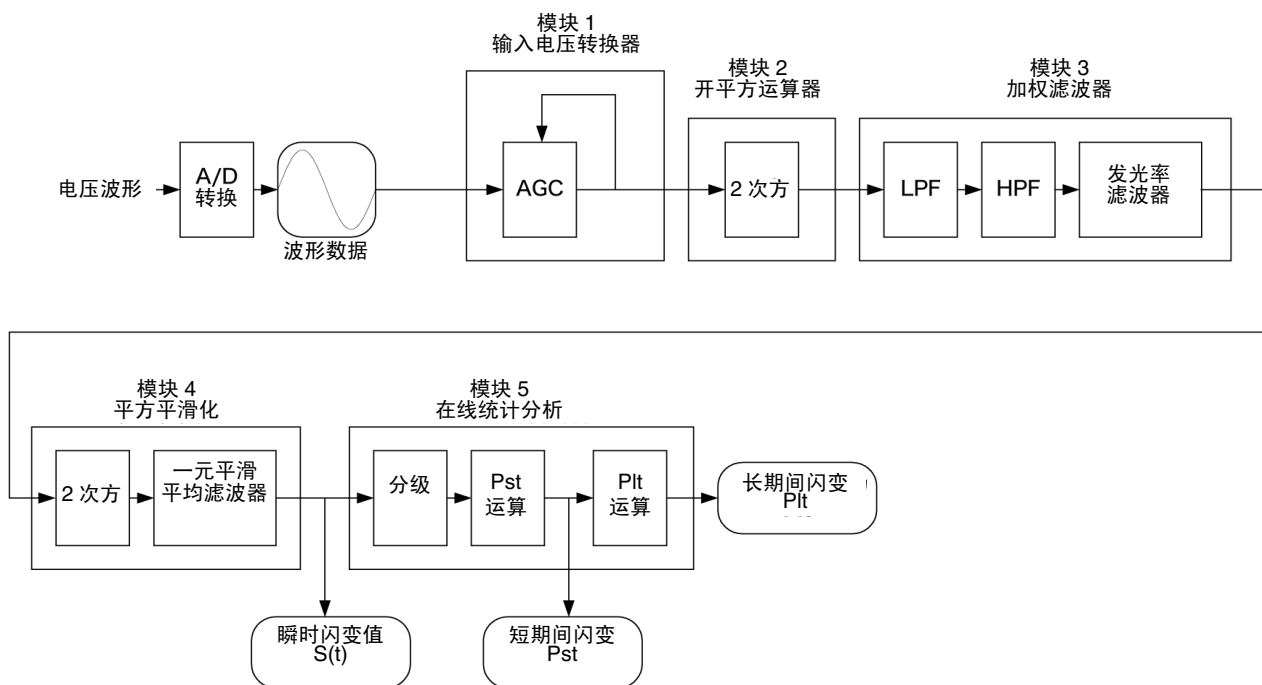 模块 1
输入电压转换器
模块 2
开平方运算器
模块 3
加权滤波器
电压波形
A/D
转换
波形数据
AGC
2 次方
LPF
HPF
发光率
滤波器
模块 4
平方平滑化
2 次方
一元平滑
平均滤波器
模块 5
在线统计分析
分级
Pst
运算
Plt
运算
长期间闪变
Plt
瞬时闪变值
S(t)
短期间闪变
Pst